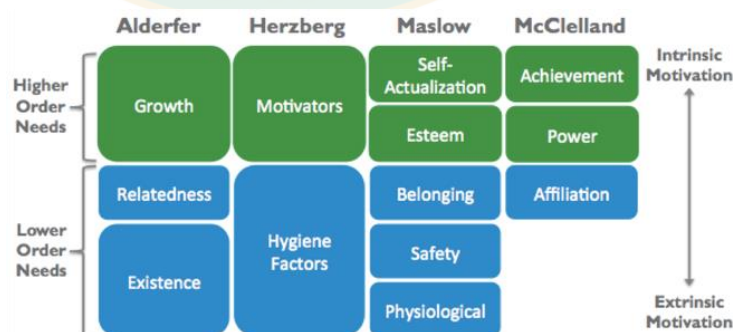 Alderfer Herzberg Maslow McClelland
Higher
Order
Needs
Growth
Motivators
Self-
Actualization
Esteem
Achievement
Power
Intrinsic
Motivation
Lower
Order
Needs
Relatedness
Existence
Hygiene
Factors
Belonging
Safety
Physiological
Affiliation
Extrinsic
Motivation